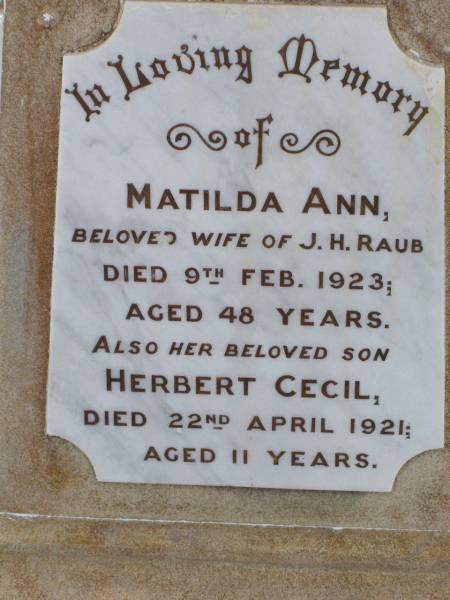 In Loving Memory
of
MATILDA ANN,
BELOVED WIFE OF J. H. RAUB
DIED 9TH FEB. 1923;
AGED 48 YEARS.
ALSO HER BELOVED SON
HERBERT CECIL,
DIED 22ND APRIL 1921;
AGED 11 YEARS.